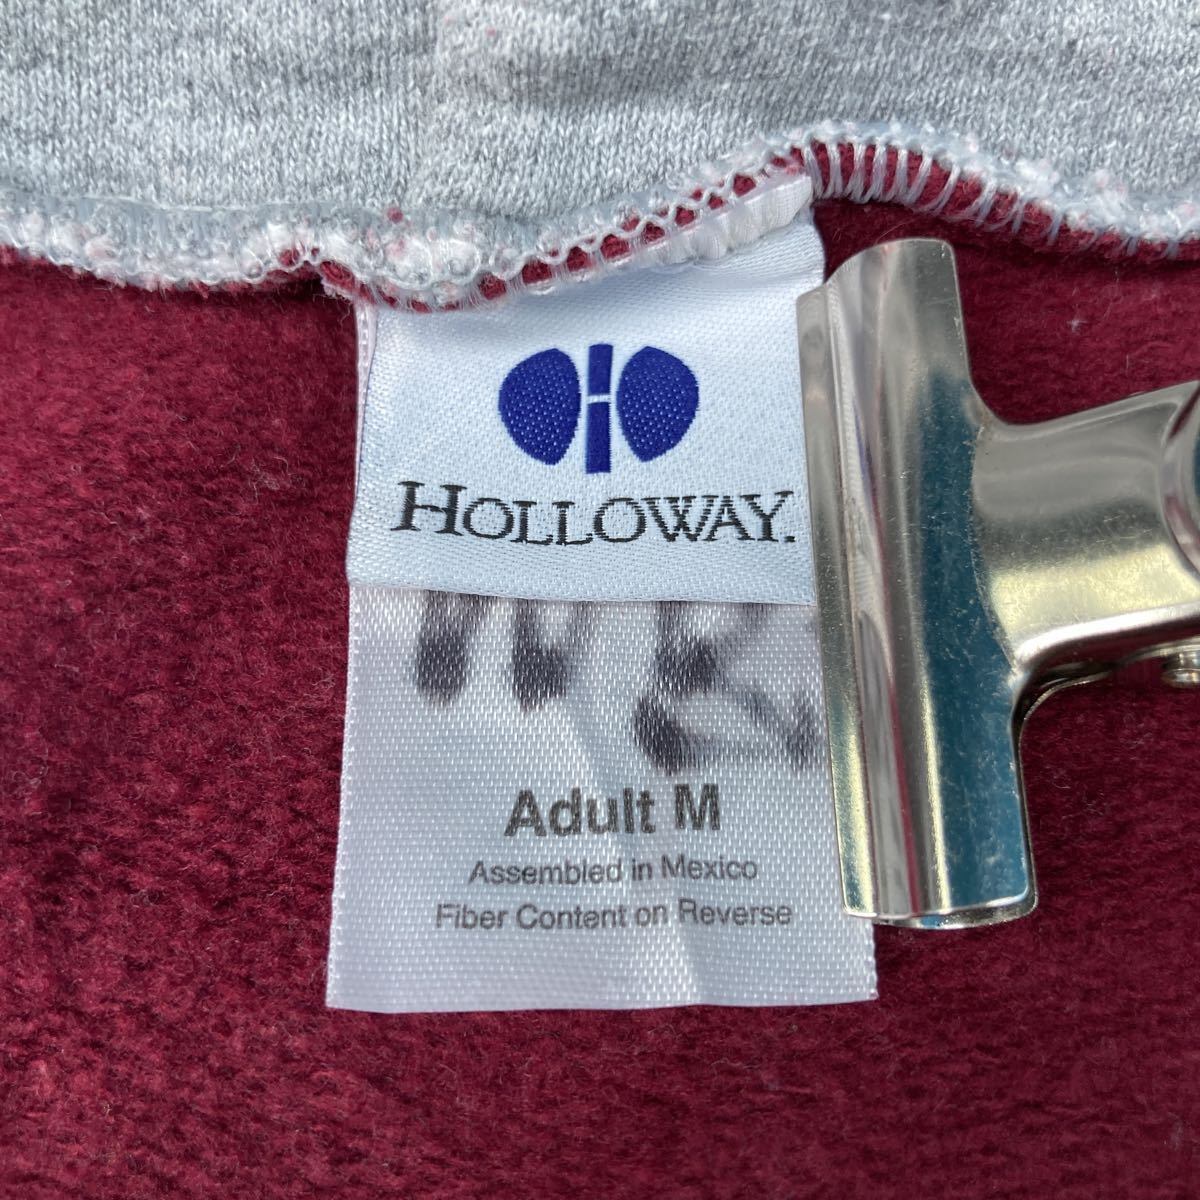 HOLLOWAY.
Adult M
Assembled in Mexico
Fiber Content on Reverse